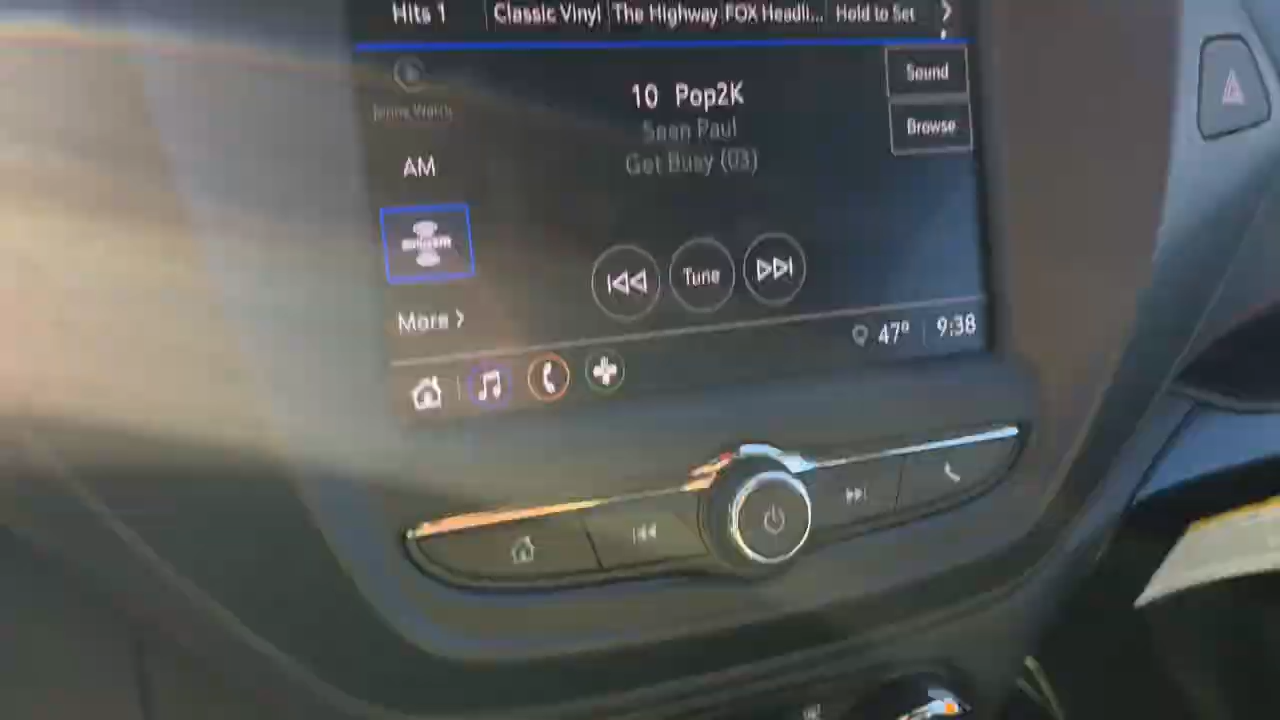 Hits 1
Classic Vinyl
The Highway
FOX Headli...
Hold to Set
Sound
10 Pop2K
Sean Paul
Browse
Get Busy (03)
AM
Tune
More
47° 9:38